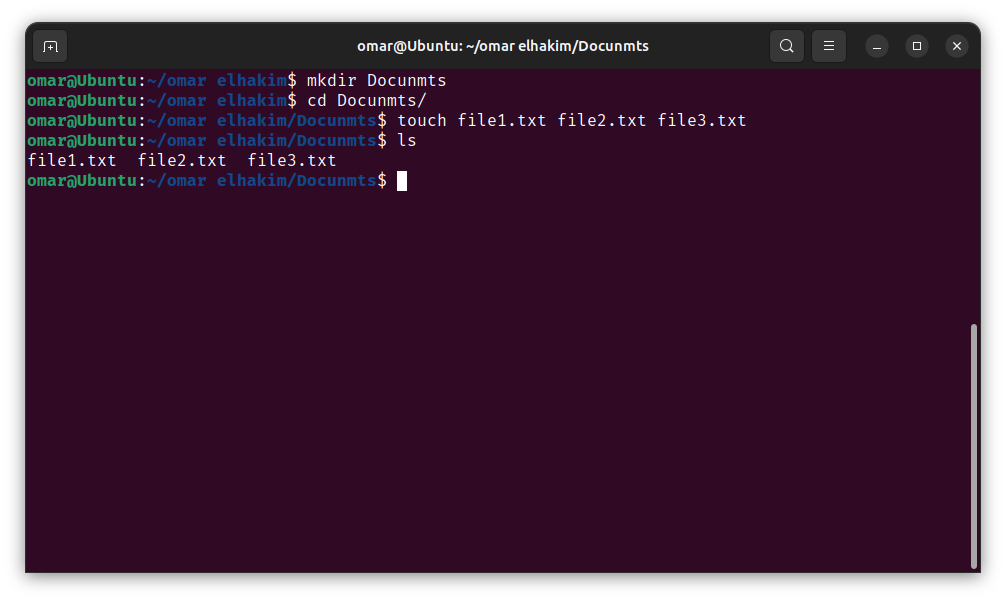 omar@Ubuntu: ~/omar elhakim/Docunmts
omar@Ubuntu:~/omar elhakim$ mkdir Docunmts
omar@Ubuntu:~/omar elhakim$ cd Docunmts/
omar@Ubuntu:~/omar elhakim/Docunmts$ touch file1.txt file2.txt file3.txt
omar@Ubuntu:~/omar elhakim/Docunmts$ ls
file1.txt  file2.txt  file3.txt
omar@Ubuntu:~/omar elhakim/Docunmts$